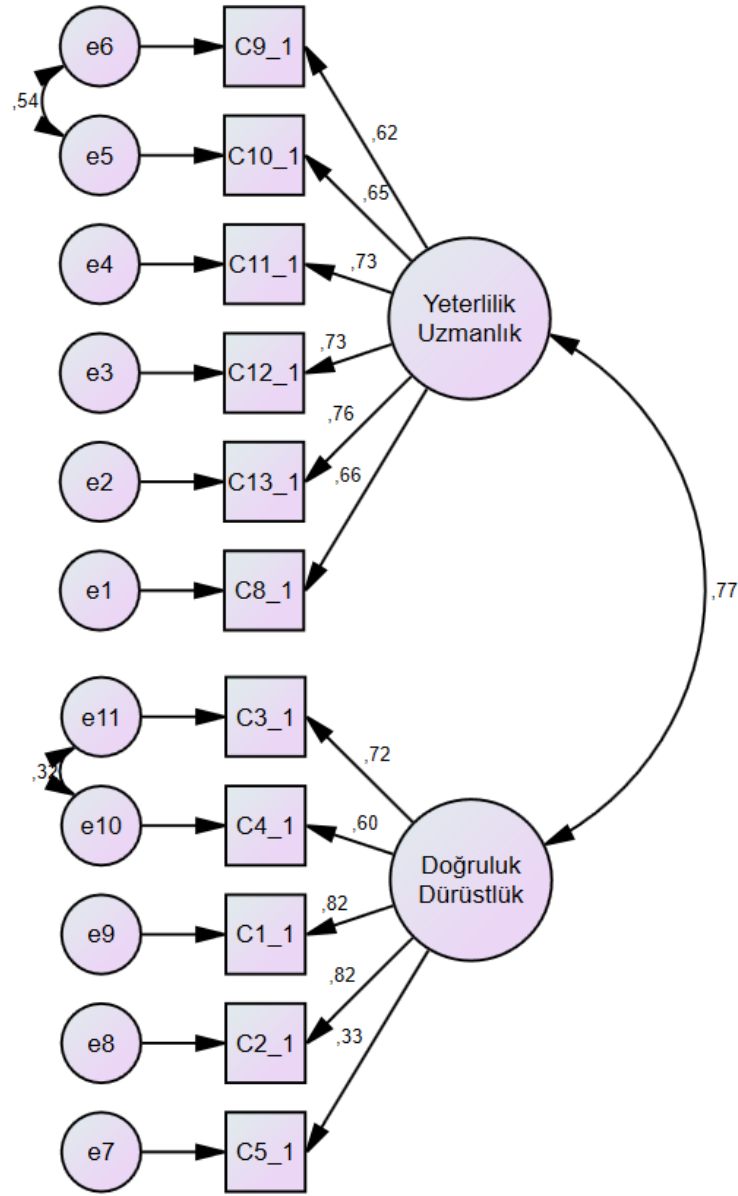 e6
C9_1
,54
,62
e5
C10_1
,65
e4
C11_1
,73
Yeterlilik
Uzmanlık
e3
C12_1
,73
,76
e2
C13_1
,66
e1
C8_1
,77
e11
C3_1
,72
,32
e10
C4_1
,60
Doğruluk
Dürüstlük
e9
C1_1
,82
,82
e8
C2_1
,33
e7
C5_1